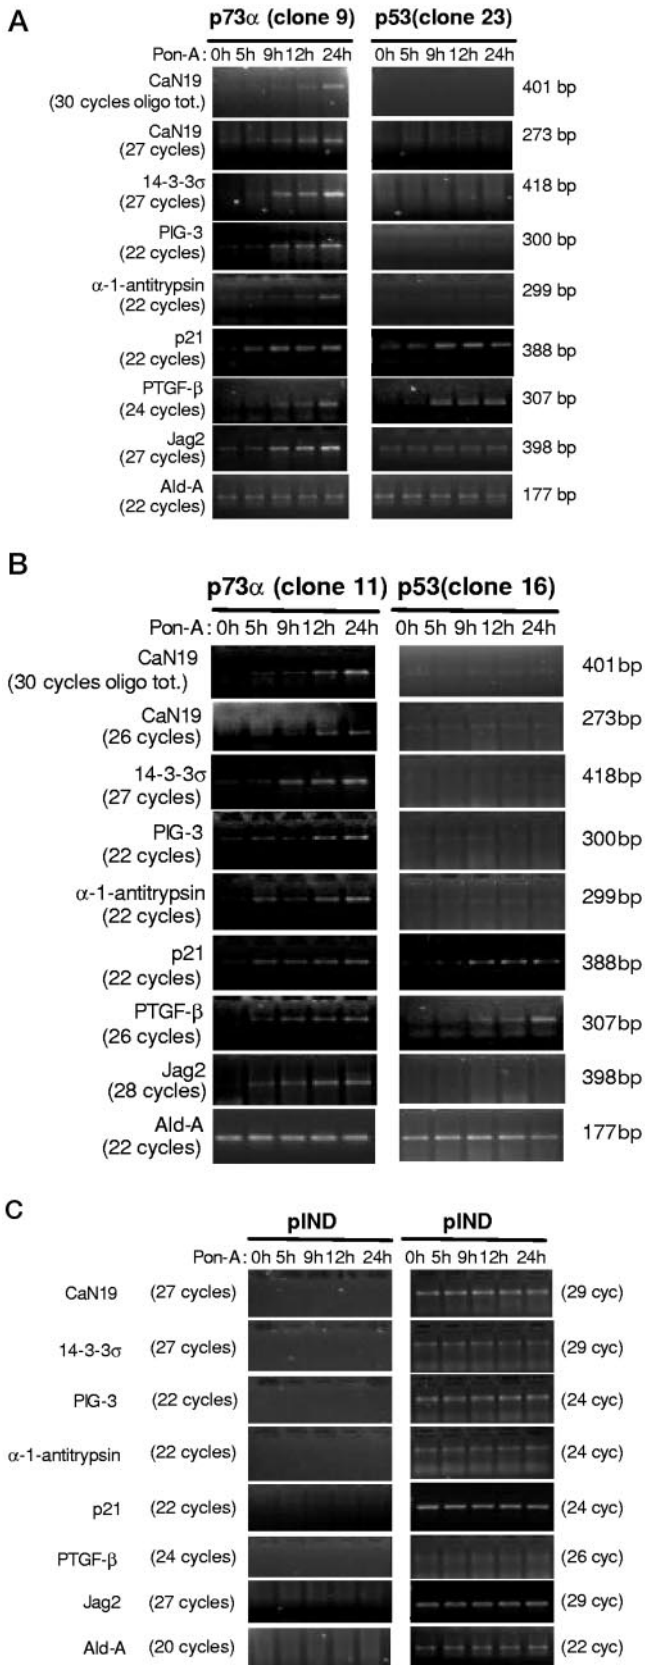 A
p73α (clone 9) p53(clone 23)
Pon-A: 0h 5h 9h 12h 24h 0h 5h 9h 12h 24h
CaN19
(30 cycles oligo tot.) 401 bp
CaN19
(27 cycles) 273 bp
14-3-3σ
(27 cycles) 418 bp
PIG-3
(22 cycles) 300 bp
α-1-antitrypsin
(22 cycles) 299 bp
p21
(22 cycles) 388 bp
PTGF-β
(24 cycles) 307 bp
Jag2
(27 cycles) 398 bp
Ald-A
(22 cycles) 177 bp
B
p73α (clone 11) p53(clone 16)
Pon-A: 0h 5h 9h 12h 24h 0h 5h 9h 12h 24h
CaN19
(30 cycles oligo tot.) 401bp
CaN19
(26 cycles) 273bp
14-3-3σ
(27 cycles) 418bp
PIG-3
(22 cycles) 300bp
α-1-antitrypsin
(22 cycles) 299bp
p21
(22 cycles) 388bp
PTGF-β
(26 cycles) 307bp
Jag2
(28 cycles) 398bp
Ald-A
(22 cycles) 177bp
C
pIND pIND
Pon-A: 0h 5h 9h 12h 24h 0h 5h 9h 12h 24h
CaN19 (27 cycles) (29 cyc)
14-3-3σ (27 cycles) (29 cyc)
PIG-3 (22 cycles) (24 cyc)
α-1-antitrypsin (22 cycles) (24 cyc)
p21 (22 cycles) (24 cyc)
PTGF-β (24 cycles) (26 cyc)
Jag2 (27 cycles) (29 cyc)
Ald-A (20 cycles) (22 cyc)